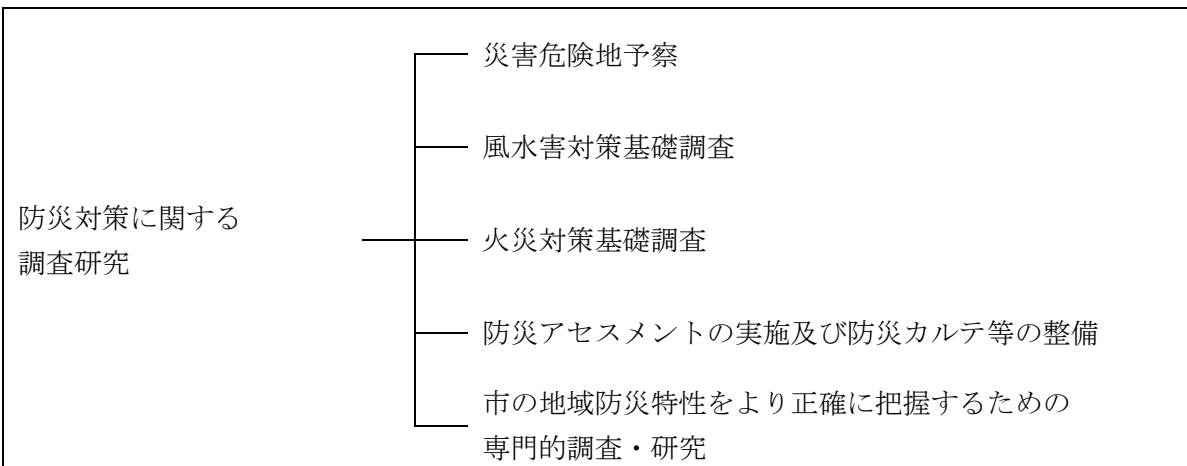 防災対策に関する
調査研究
災害危険地予察
風水害対策基礎調査
火災対策基礎調査
防災アセスメントの実施及び防災カルテ等の整備
市の地域防災特性をより正確に把握するための
専門的調査・研究